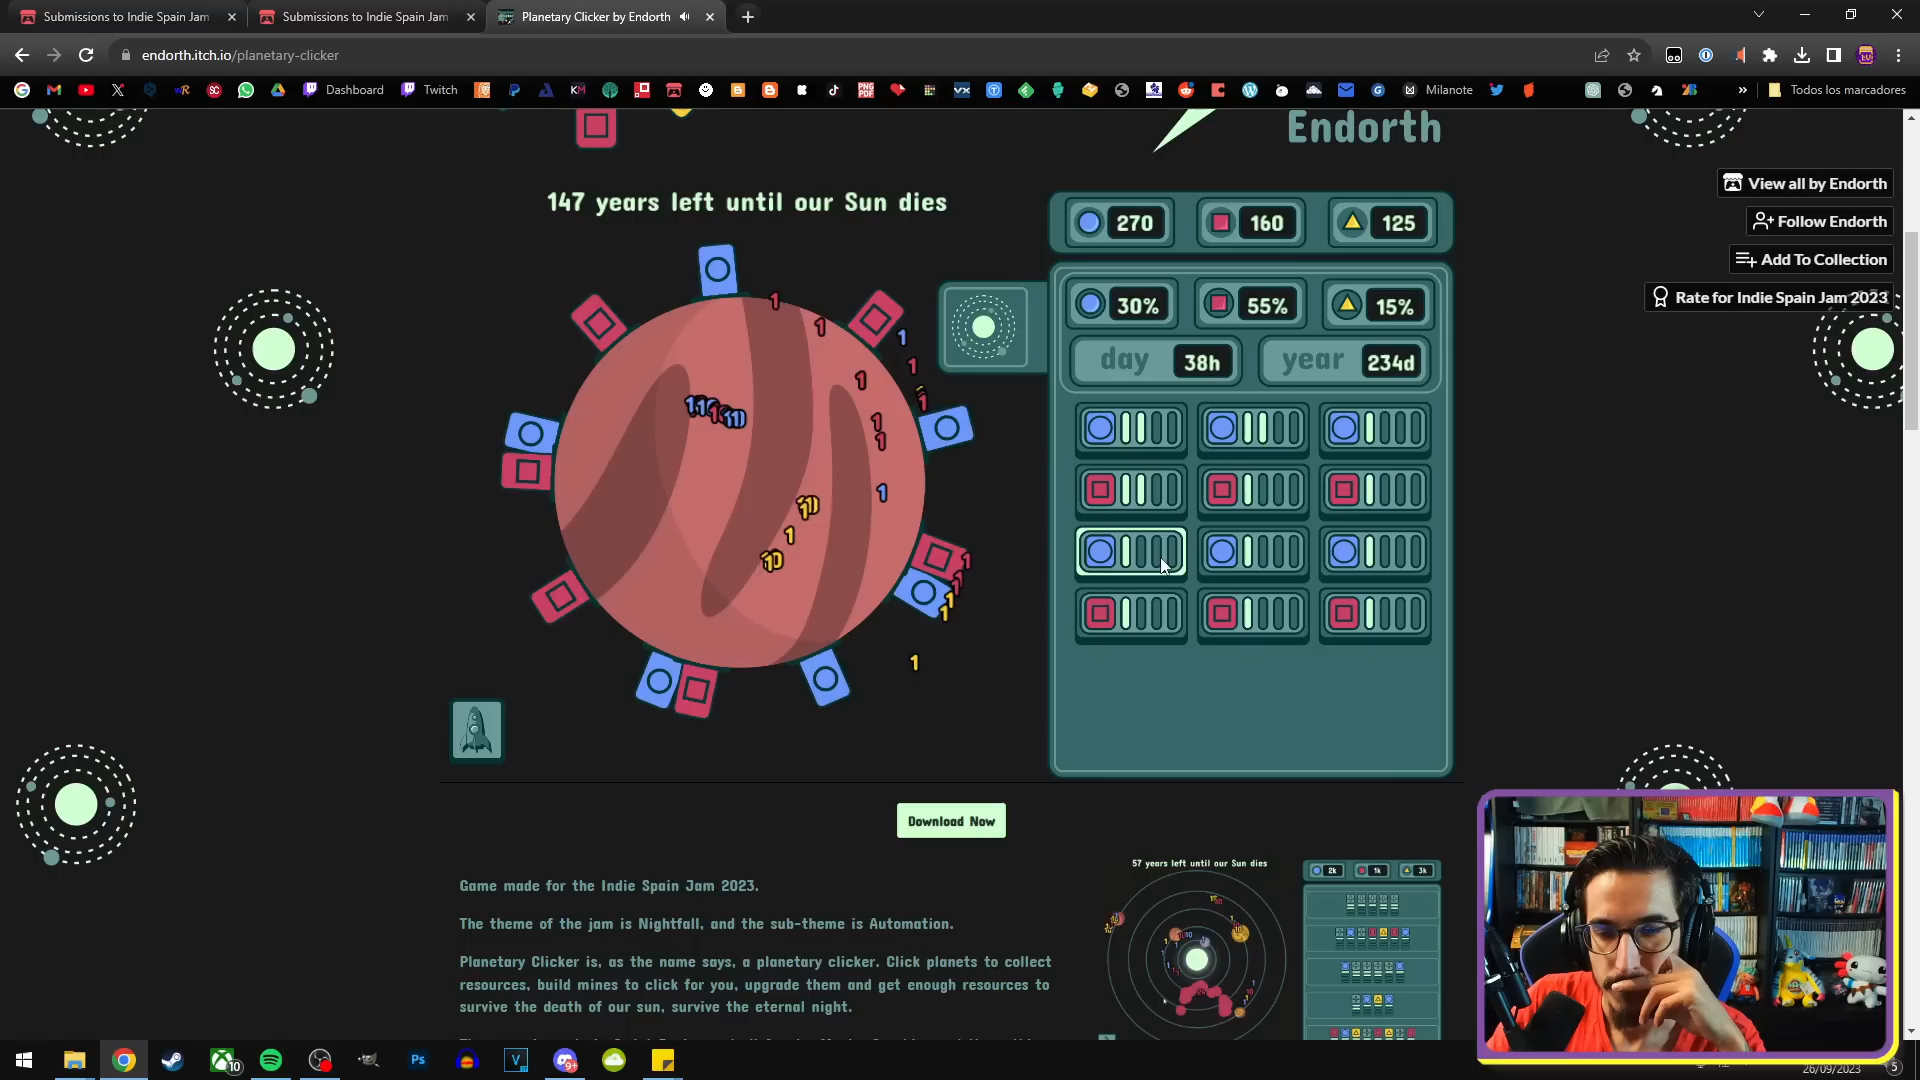 Submissions to Indie Spain Jam
Submissions to Indie Spain Jam
Planetary Clicker by Endorth
endorth.itch.io/planetary-clicker
Dashboard
Twitch
Milanote
Todos los marcadores
Endorth
View all by Endorth
Follow Endorth
Add To Collection
Rate for Indie Spain Jam 2023
147 years left until our Sun dies
270
160
125
30%
55%
15%
day 38h
year 234d
Download Now
Game made for the Indie Spain Jam 2023.
The theme of the jam is Nightfall, and the sub-theme is Automation.
Planetary Clicker is, as the name says, a planetary clicker. Click planets to collect
resources, build mines to click for you, upgrade them and get enough resources to
survive the death of our sun, survive the eternal night.
57 years left until our Sun dies
2k
1k
3k
26/09/2023